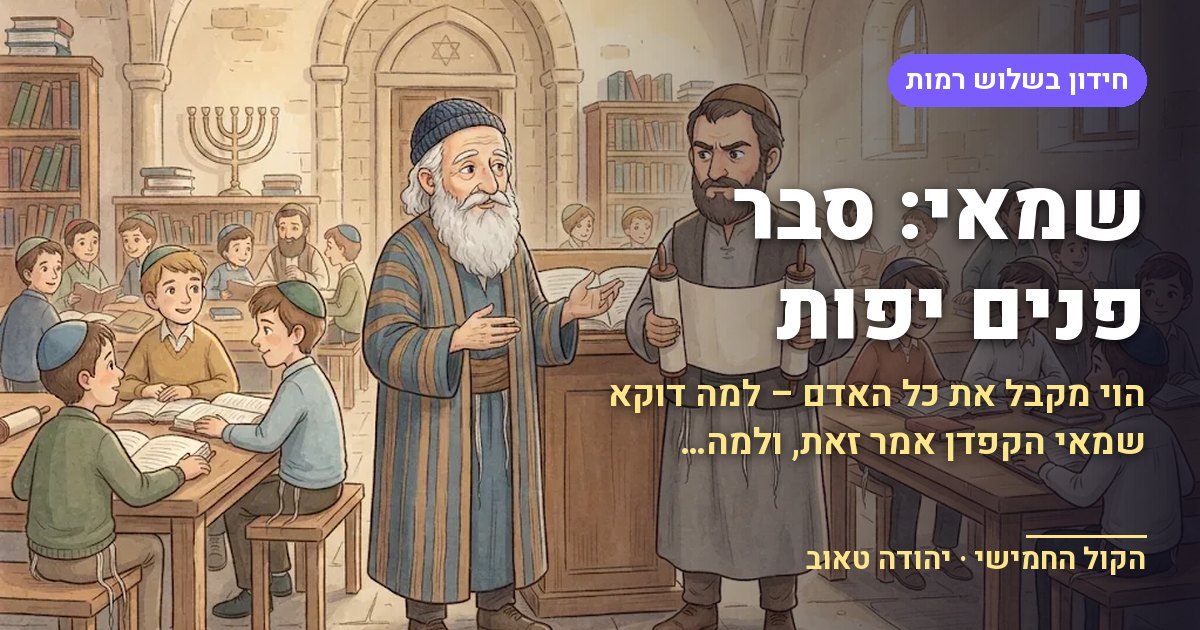 חידון בשלוש רמות
שמאי: סבר
פנים יפות
הוי מקבל את כל האדם – למה דוקא
שמאי הקפדן אמר זאת, ולמה...
הקול החמישי · יהודה טאוב